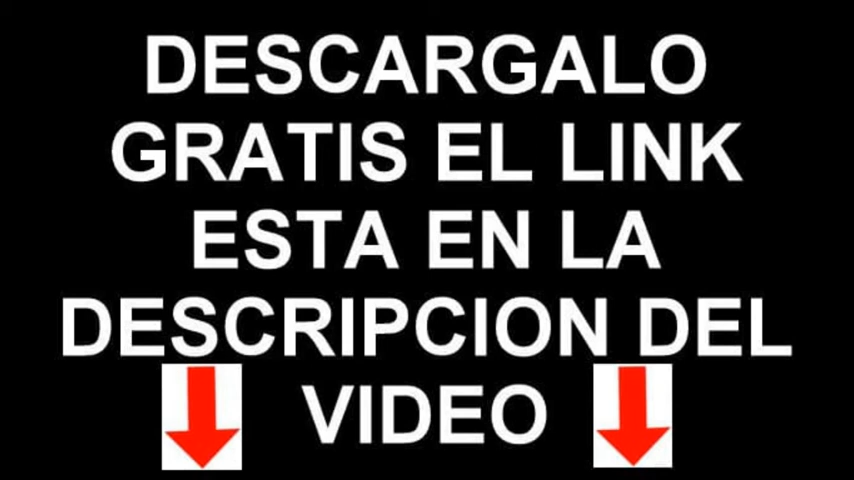 DESCARGALO
GRATIS EL LINK
ESTA EN LA
DESCRIPCION DEL
VIDEO